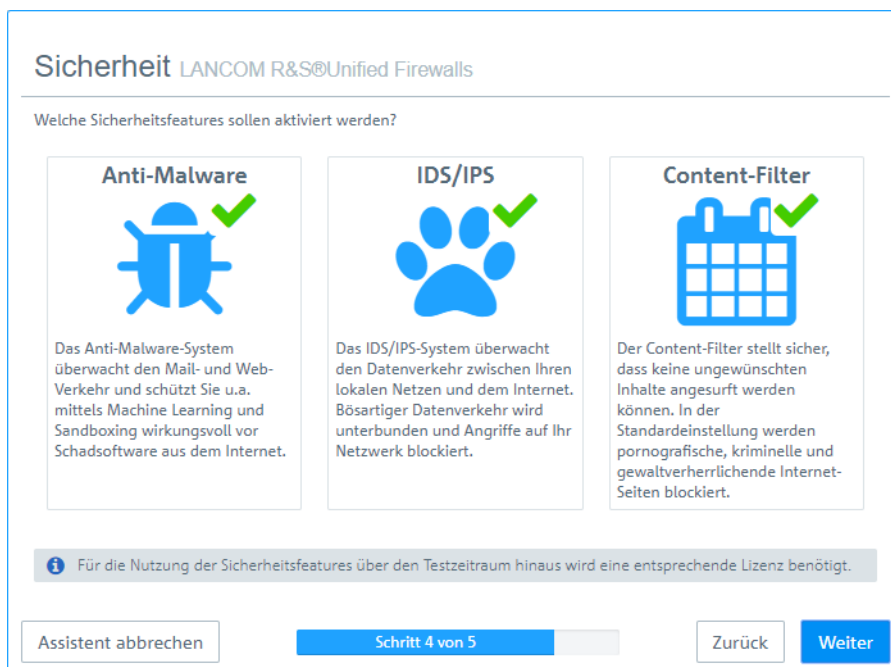 Sicherheit LANCOM R&S®Unified Firewalls
Welche Sicherheitsfeatures sollen aktiviert werden?
Anti-Malware
Das Anti-Malware-System
überwacht den Mail- und Web-
Verkehr und schützt Sie u.a.
mittels Machine Learning und
Sandboxing wirkungsvoll vor
Schadsoftware aus dem Internet.
IDS/IPS
Das IDS/IPS-System überwacht
den Datenverkehr zwischen Ihren
lokalen Netzen und dem Internet.
Bösartiger Datenverkehr wird
unterbunden und Angriffe auf Ihr
Netzwerk blockiert.
Content-Filter
Der Content-Filter stellt sicher,
dass keine ungewünschten
Inhalte angesurft werden
können. In der
Standardeinstellung werden
pornografische, kriminelle und
gewaltverherrlichende Internet-
Seiten blockiert.
Für die Nutzung der Sicherheitsfeatures über den Testzeitraum hinaus wird eine entsprechende Lizenz benötigt.
Assistent abbrechen
Schritt 4 von 5
Zurück
Weiter